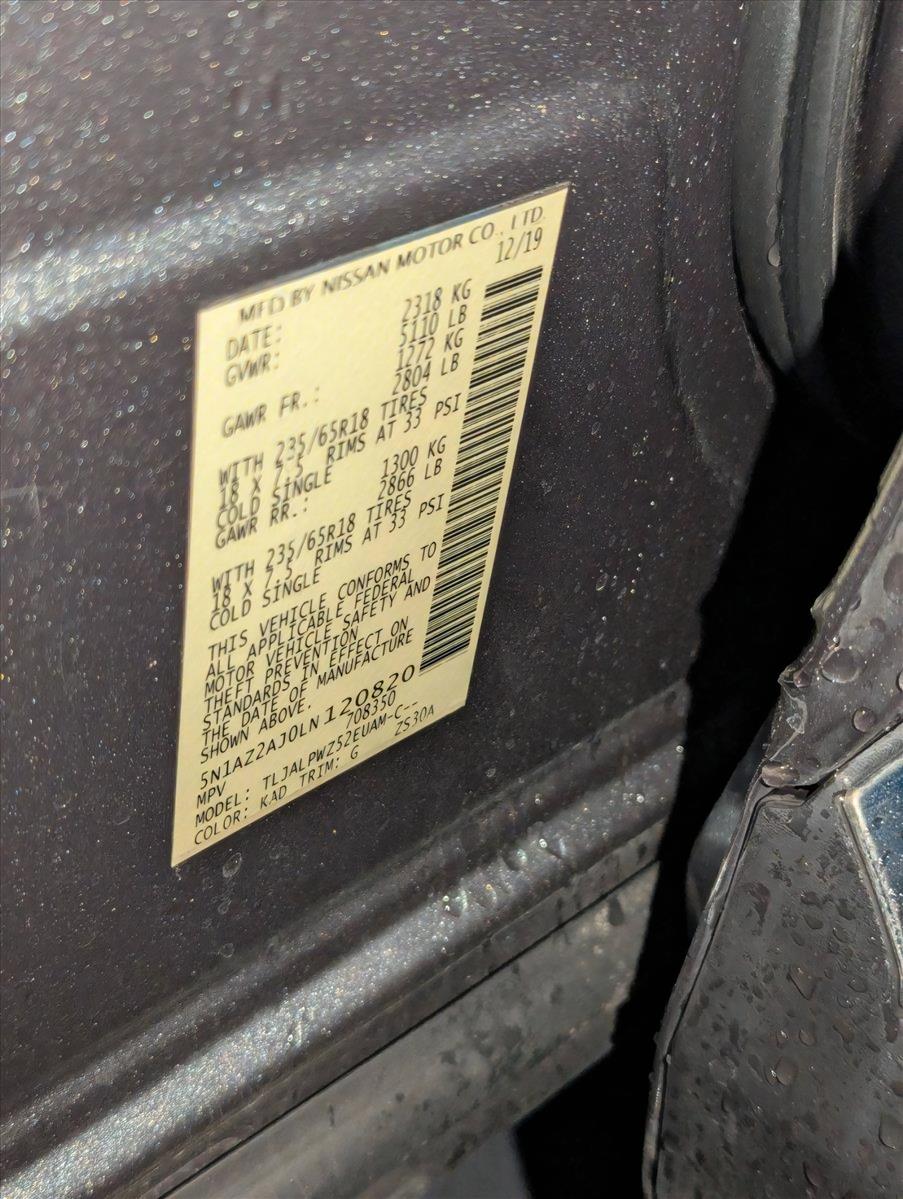 MFD BY NISSAN MOTOR CO., LTD.
DATE: 12/19
GVWR: 2318 KG
5110 LB
GAWR FR.: 1272 KG
2804 LB
WITH 235/65R18 TIRES
18 X 7.5 RIMS AT 33 PSI
COLD SINGLE
GAWR RR.: 1300 KG
2866 LB
WITH 235/65R18 TIRES
18 X 7.5 RIMS AT 33 PSI
COLD SINGLE
THIS VEHICLE CONFORMS TO
ALL APPLICABLE FEDERAL
MOTOR VEHICLE SAFETY AND
THEFT PREVENTION
STANDARDS IN EFFECT ON
THE DATE OF MANUFACTURE
SHOWN ABOVE.
5N1AZ2AJ0LN120820
MPV 708350
MODEL: TLJALPWZ52EUAM-C--
COLOR: KAD TRIM: G ZS30A